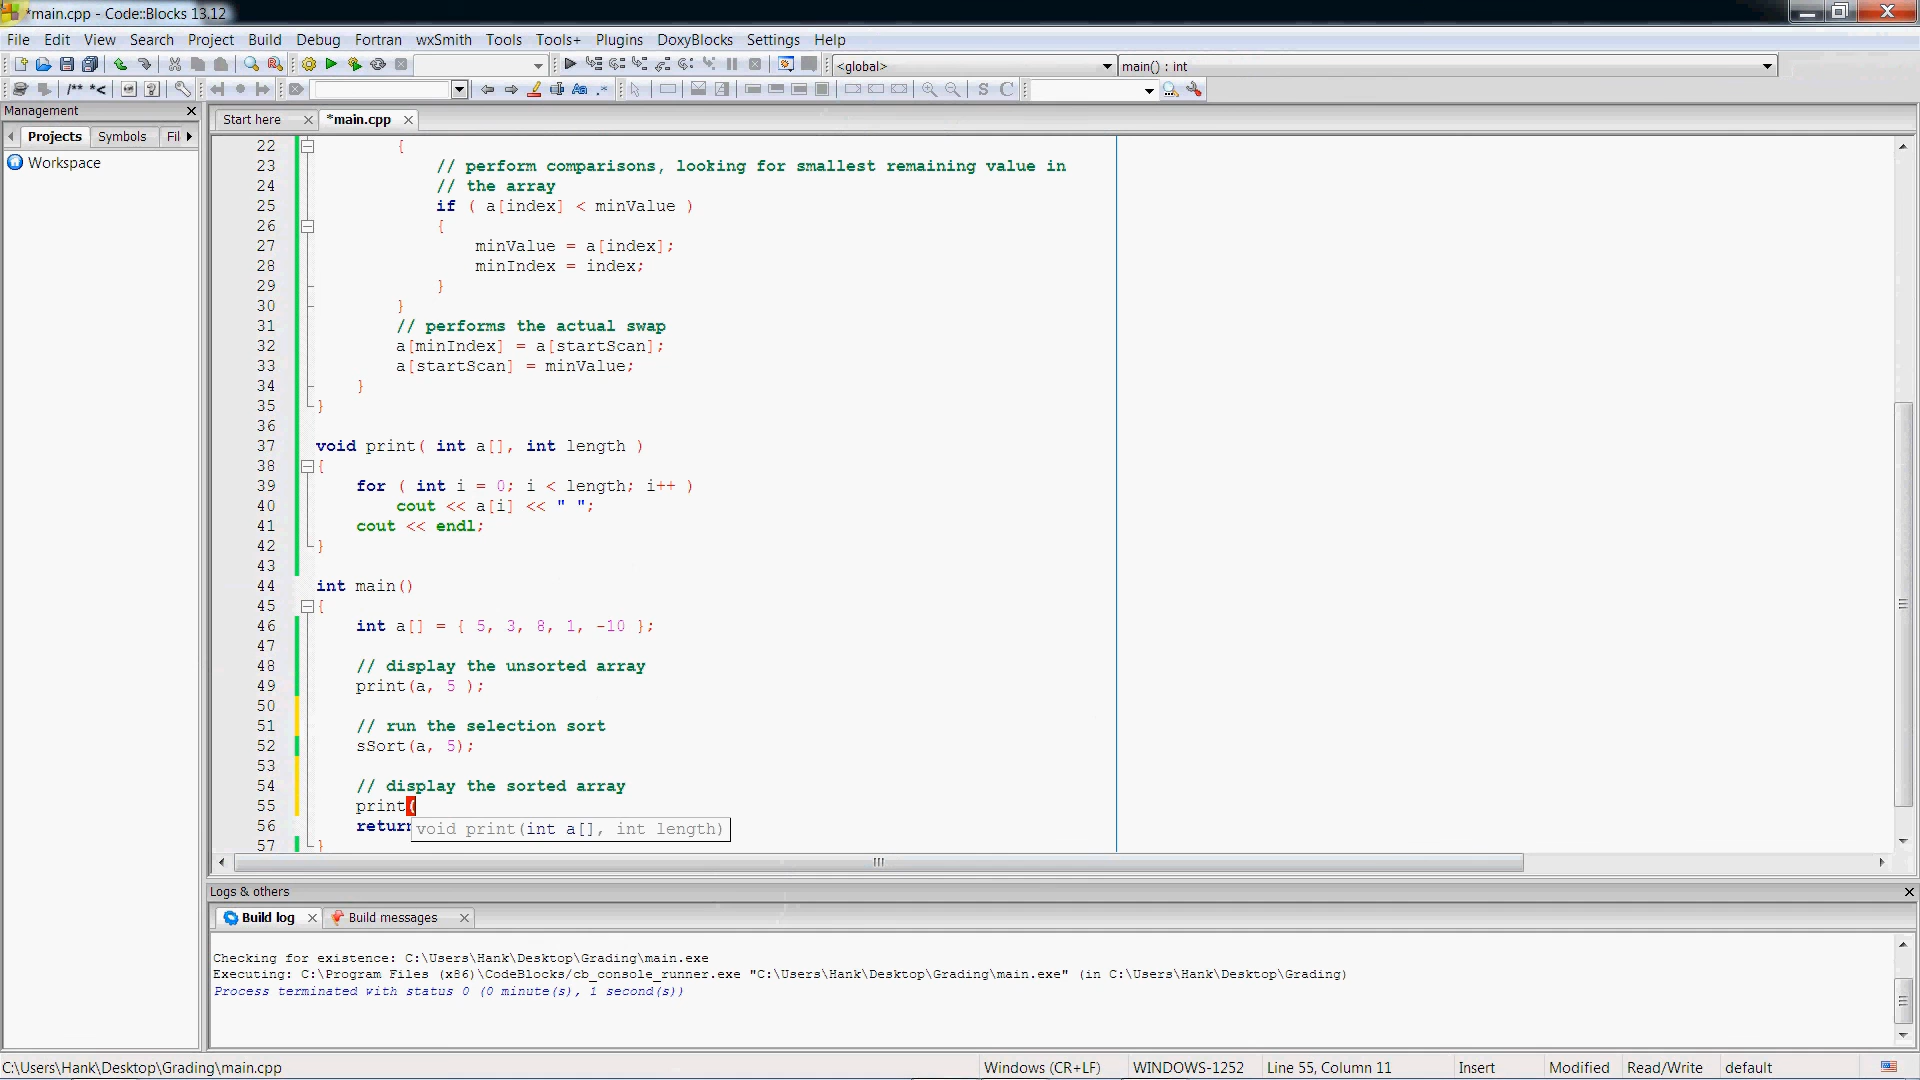 *main.cpp - Code::Blocks 13.12
File Edit View Search Project Build Debug Fortran wxSmith Tools Tools+ Plugins DoxyBlocks Settings Help
<global> main() : int
/** *< Aa .* S C
Management
Start here *main.cpp
Projects Symbols Fil
Workspace
22 {
23 // perform comparisons, looking for smallest remaining value in
24 // the array
25 if ( a[index] < minValue )
26 {
27 minValue = a[index];
28 minIndex = index;
29 }
30 }
31 // performs the actual swap
32 a[minIndex] = a[startScan];
33 a[startScan] = minValue;
34 }
35 }
36
37 void print( int a[], int length )
38 {
39 for ( int i = 0; i < length; i++ )
40 cout << a[i] << " ";
41 cout << endl;
42 }
43
44 int main()
45 {
46 int a[] = { 5, 3, 8, 1, -10 };
47
48 // display the unsorted array
49 print(a, 5 );
50
51 // run the selection sort
52 sSort(a, 5);
53
54 // display the sorted array
55 print(
56 return void print(int a[], int length)
57 }
Logs & others
Build log Build messages
Checking for existence: C:\Users\Hank\Desktop\Grading\main.exe
Executing: C:\Program Files (x86)\CodeBlocks/cb_console_runner.exe "C:\Users\Hank\Desktop\Grading\main.exe" (in C:\Users\Hank\Desktop\Grading)
Process terminated with status 0 (0 minute(s), 1 second(s))
C:\Users\Hank\Desktop\Grading\main.cpp Windows (CR+LF) WINDOWS-1252 Line 55, Column 11 Insert Modified Read/Write default